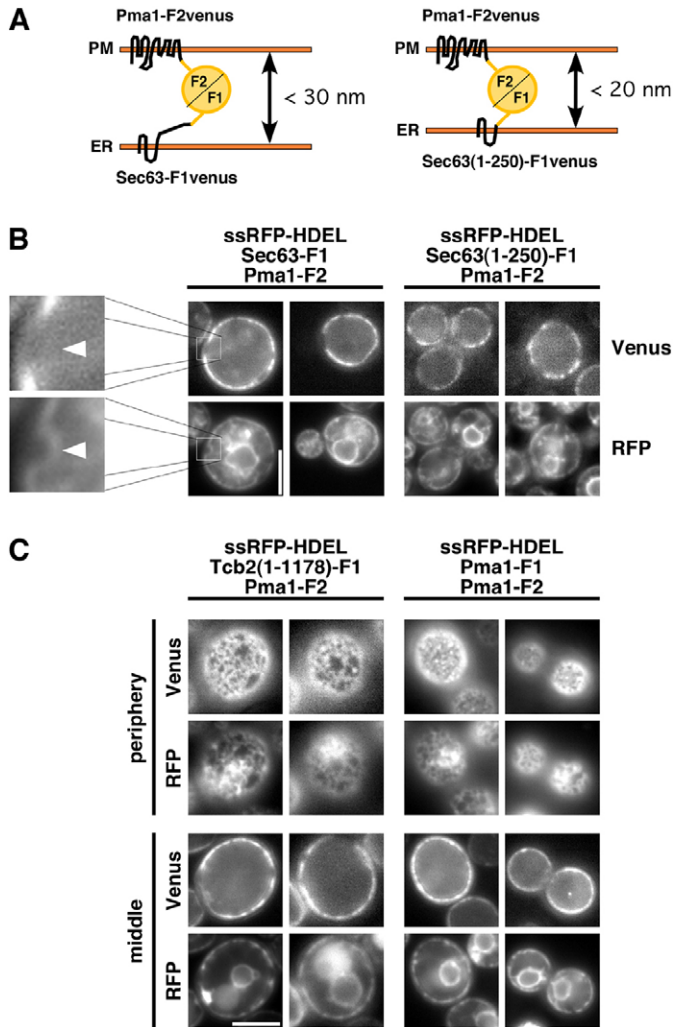 A
Pma1-F2venus
PM
F2
F1
< 30 nm
ER
Sec63-F1venus
Pma1-F2venus
PM
F2
F1
< 20 nm
ER
Sec63(1-250)-F1venus
B
ssRFP-HDEL
Sec63-F1
Pma1-F2
ssRFP-HDEL
Sec63(1-250)-F1
Pma1-F2
Venus
RFP
C
ssRFP-HDEL
Tcb2(1-1178)-F1
Pma1-F2
ssRFP-HDEL
Pma1-F1
Pma1-F2
periphery
Venus
RFP
middle
Venus
RFP